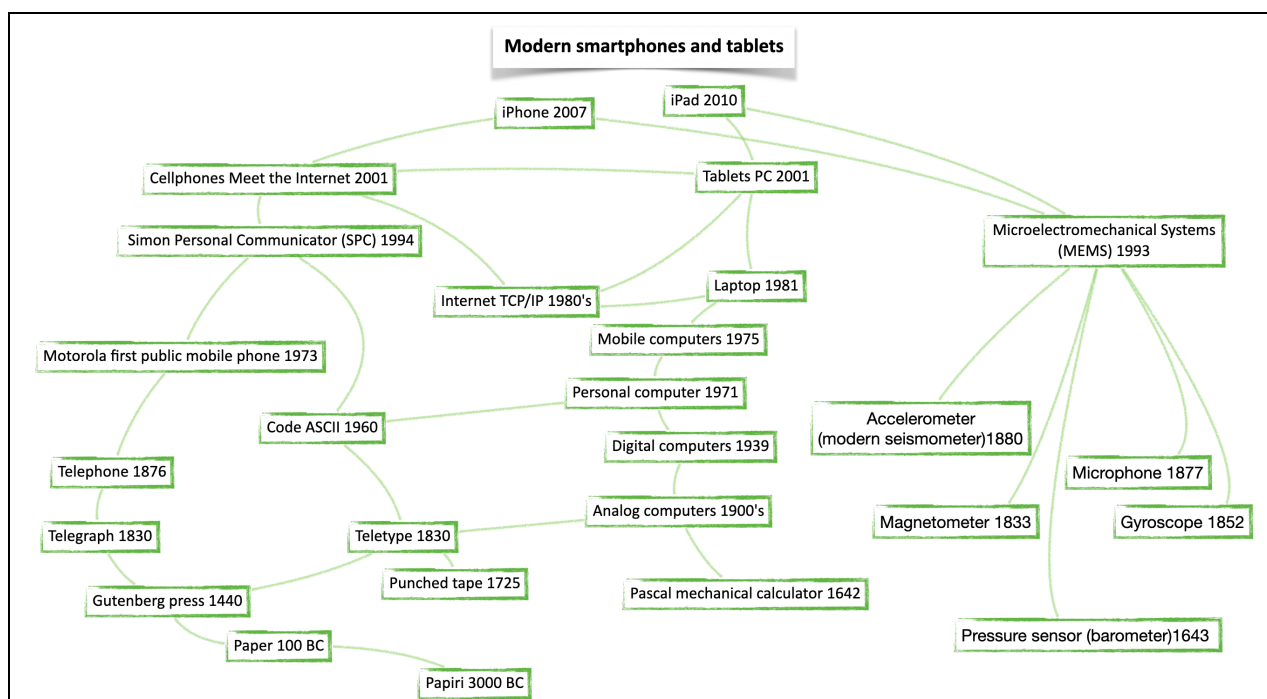 Modern smartphones and tablets
iPhone 2007
iPad 2010
Cellphones Meet the Internet 2001
Tablets PC 2001
Simon Personal Communicator (SPC) 1994
Microelectromechanical Systems
(MEMS) 1993
Internet TCP/IP 1980's
Laptop 1981
Mobile computers 1975
Motorola first public mobile phone 1973
Personal computer 1971
Code ASCII 1960
Accelerometer
(modern seismometer)1880
Digital computers 1939
Telephone 1876
Microphone 1877
Analog computers 1900's
Magnetometer 1833
Gyroscope 1852
Telegraph 1830
Teletype 1830
Punched tape 1725
Pascal mechanical calculator 1642
Gutenberg press 1440
Pressure sensor (barometer)1643
Paper 100 BC
Papiri 3000 BC